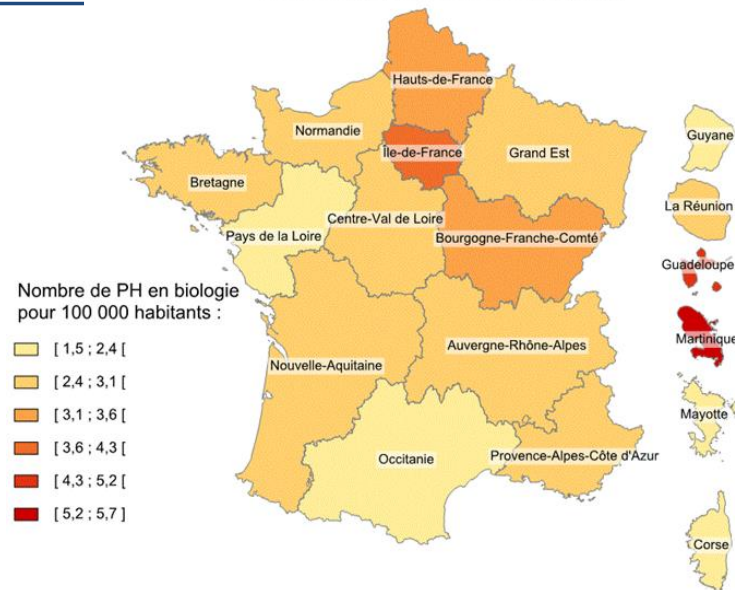 Hauts-de-France
Normandie
Île-de-France
Grand Est
Bretagne
Pays de la Loire
Centre-Val de Loire
Bourgogne-Franche-Comté
Nouvelle-Aquitaine
Auvergne-Rhône-Alpes
Occitanie
Provence-Alpes-Côte d'Azur
Guyane
La Réunion
Guadeloupe
Martinique
Mayotte
Corse
Nombre de PH en biologie
pour 100 000 habitants :
[ 1,5 ; 2,4 [
[ 2,4 ; 3,1 [
[ 3,1 ; 3,6 [
[ 3,6 ; 4,3 [
[ 4,3 ; 5,2 [
[ 5,2 ; 5,7 ]